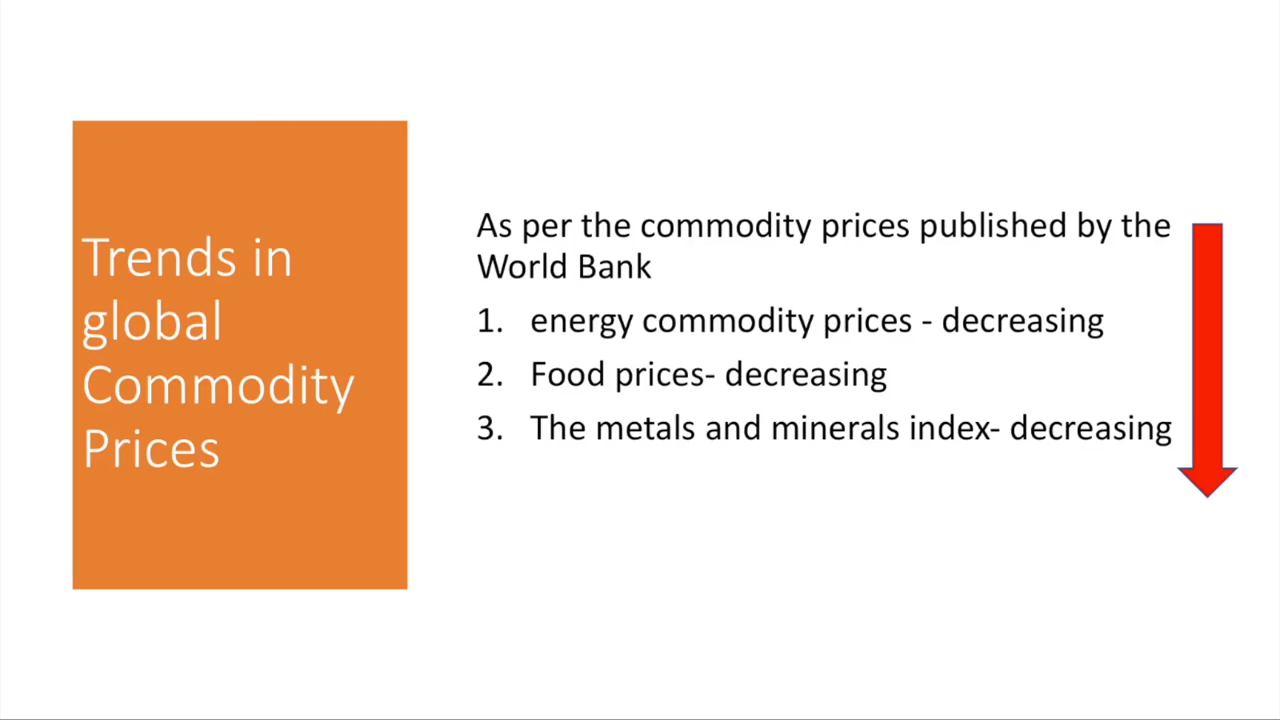 Trends in
global
Commodity
Prices
As per the commodity prices published by the
World Bank
1. energy commodity prices - decreasing
2. Food prices- decreasing
3. The metals and minerals index- decreasing